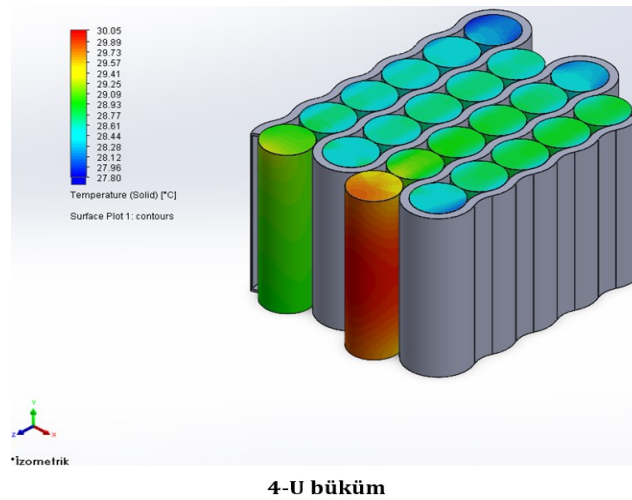 30.05
29.89
29.73
29.57
29.41
29.25
29.09
28.93
28.77
28.61
28.44
28.28
28.12
27.96
27.80
Temperature (Solid) [°C]
Surface Plot 1: contours
Y
Z
X
*İzometrik
4-U büküm